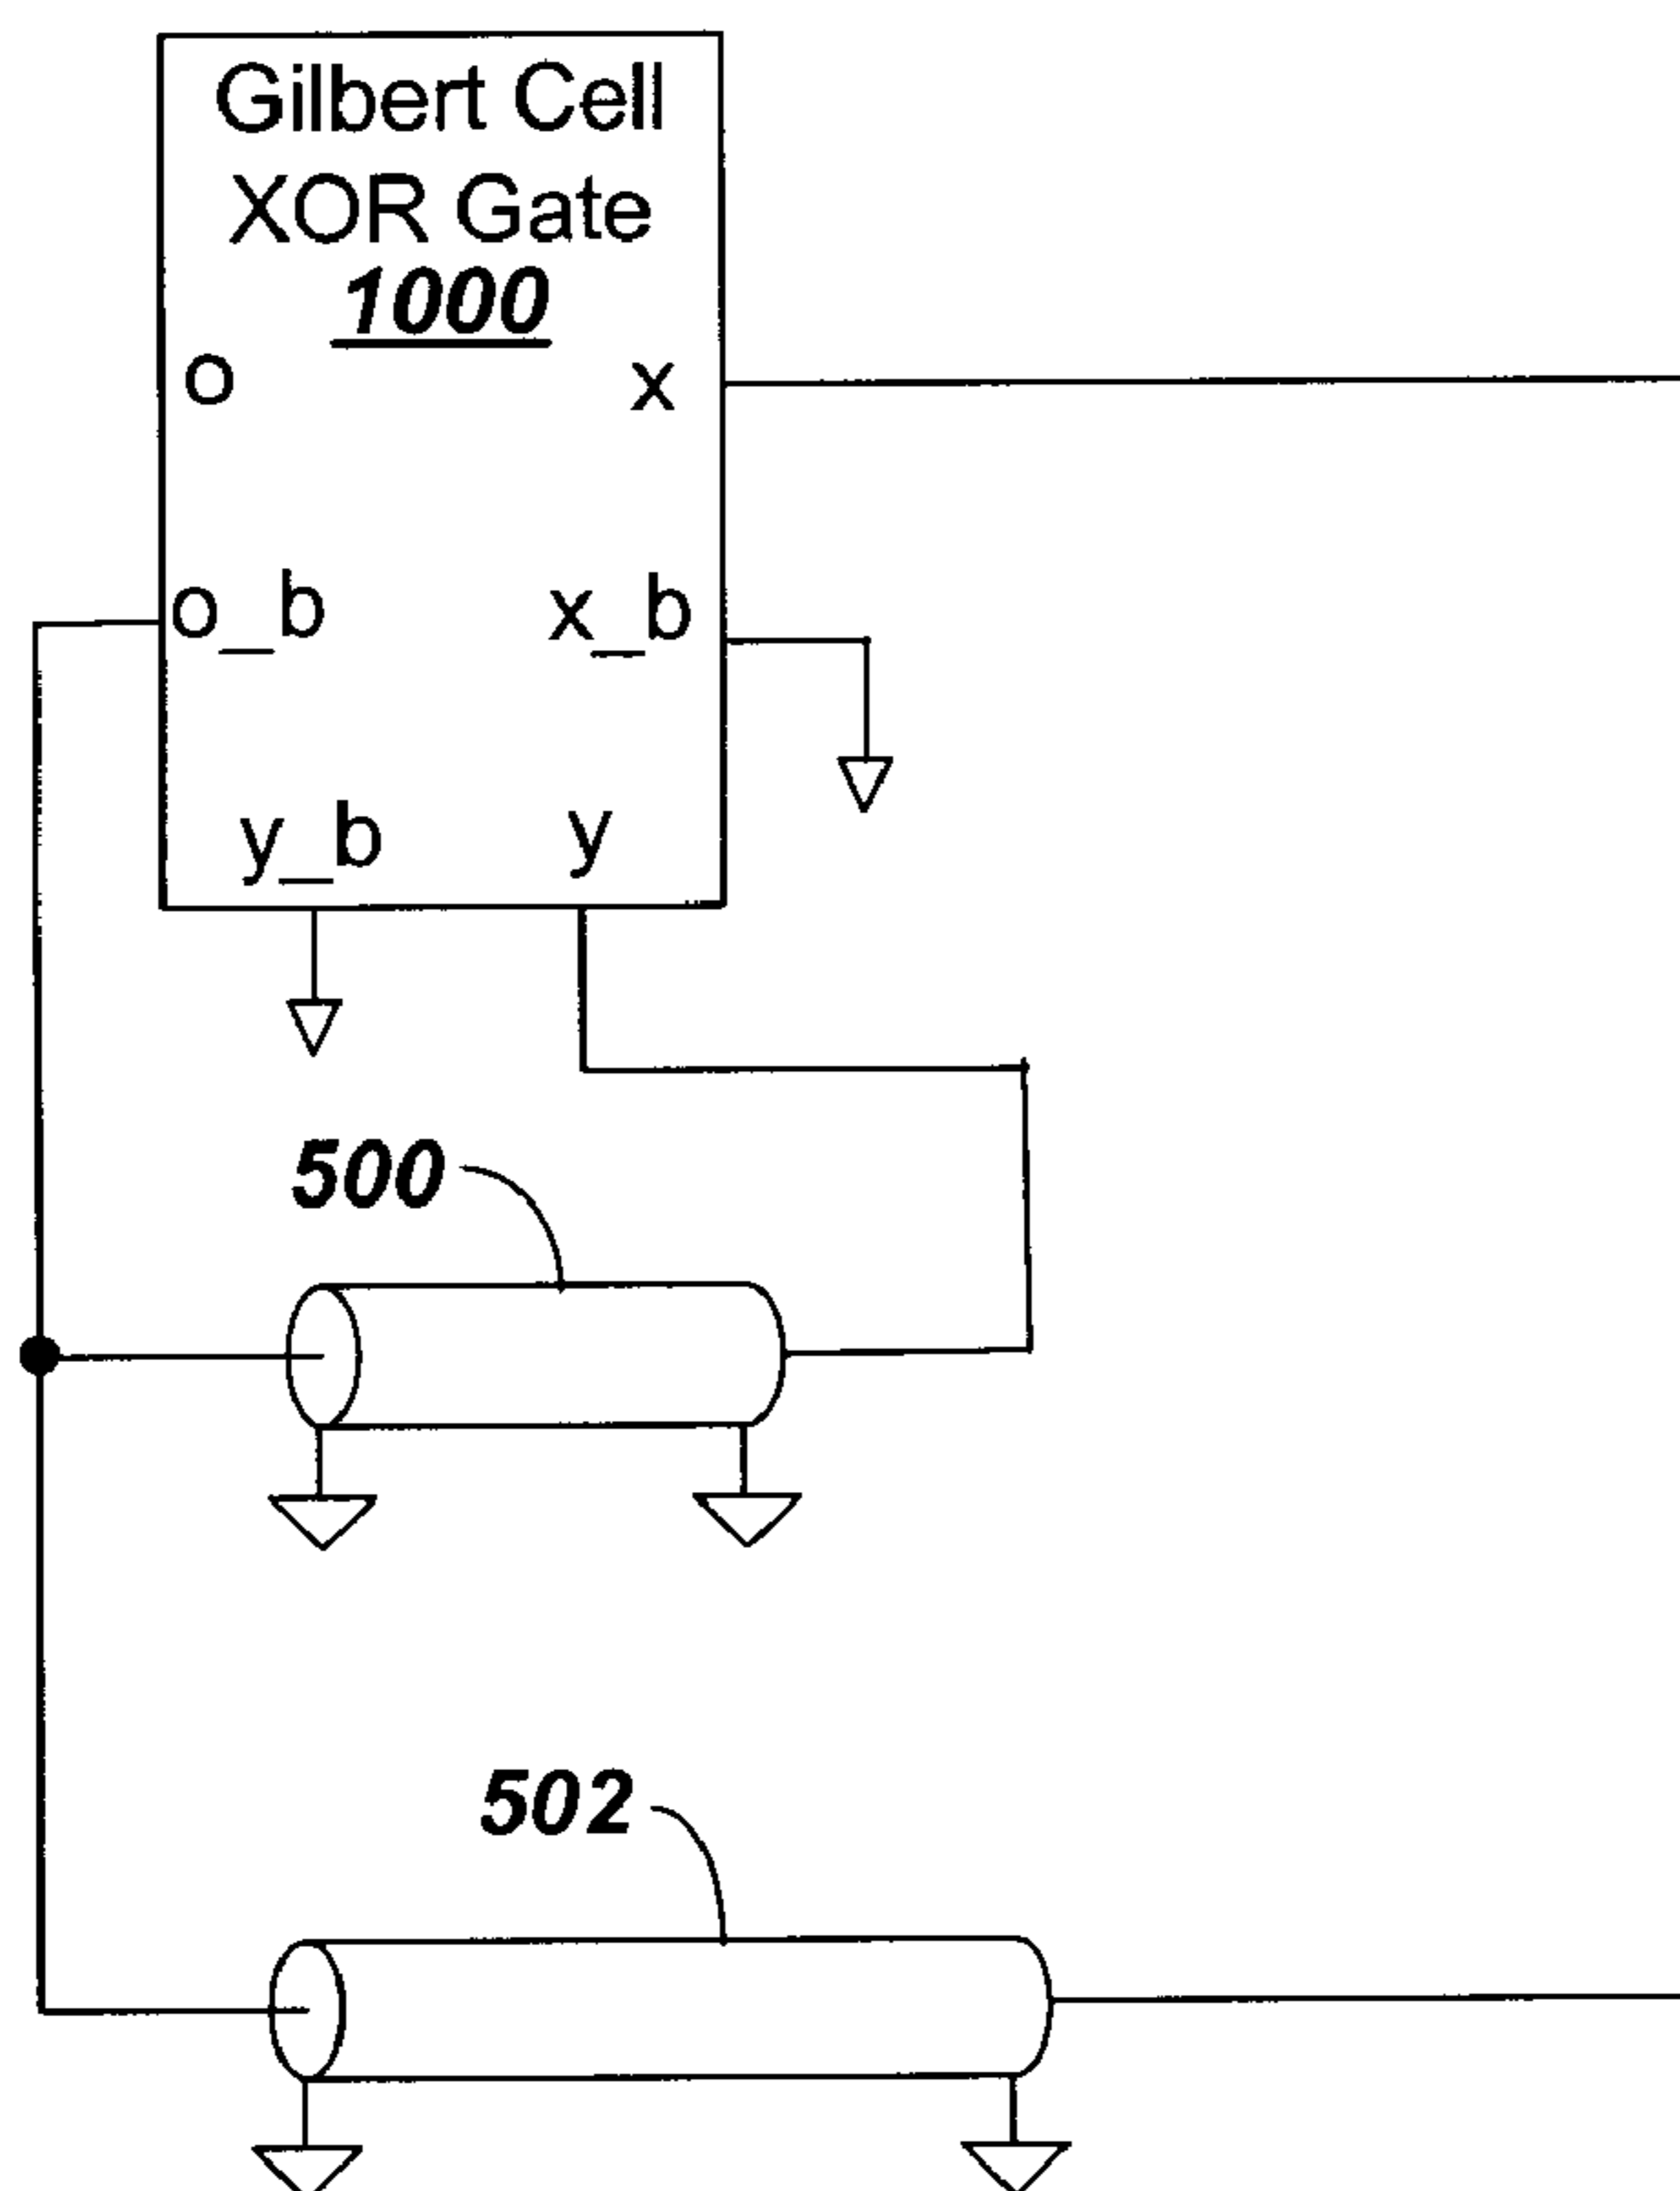 Gilbert Cell
XOR Gate
1000
o x
o_b x_b
y_b y
500
502